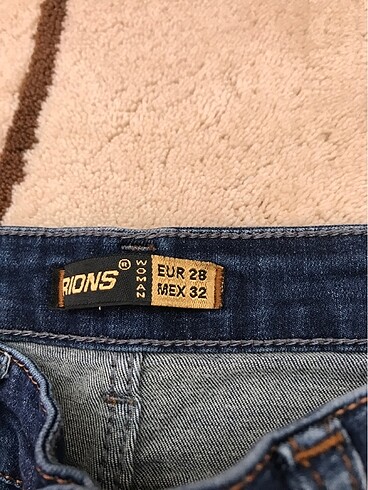 RIONS®
WOMAN
EUR 28
MEX 32